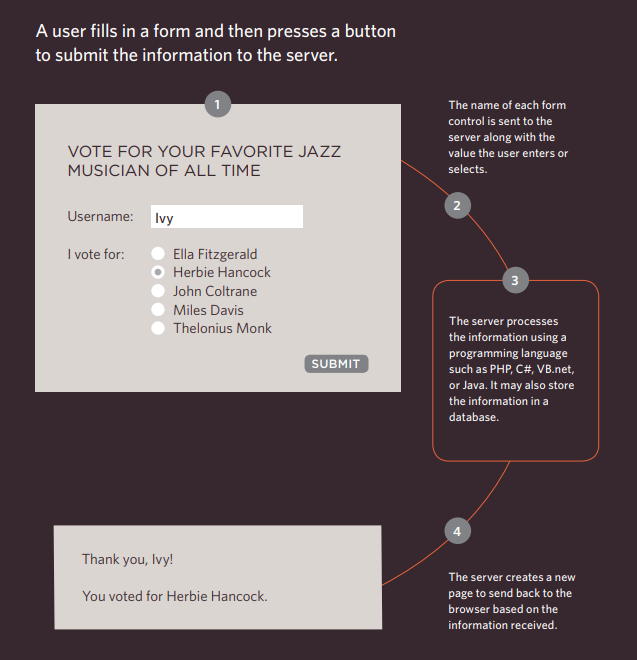 A user fills in a form and then presses a button
to submit the information to the server.
1
VOTE FOR YOUR FAVORITE JAZZ
MUSICIAN OF ALL TIME
Username: Ivy
I vote for:
Ella Fitzgerald
Herbie Hancock
John Coltrane
Miles Davis
Thelonius Monk
SUBMIT
The name of each form
control is sent to the
server along with the
value the user enters or
selects.
2
3
The server processes
the information using a
programming language
such as PHP, C#, VB.net,
or Java. It may also store
the information in a
database.
4
The server creates a new
page to send back to the
browser based on the
information received.
Thank you, Ivy!
You voted for Herbie Hancock.